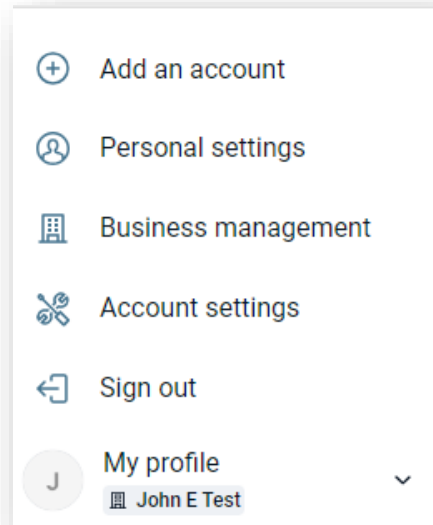 Add an account
Personal settings
Business management
Account settings
Sign out
J
My profile
John E Test